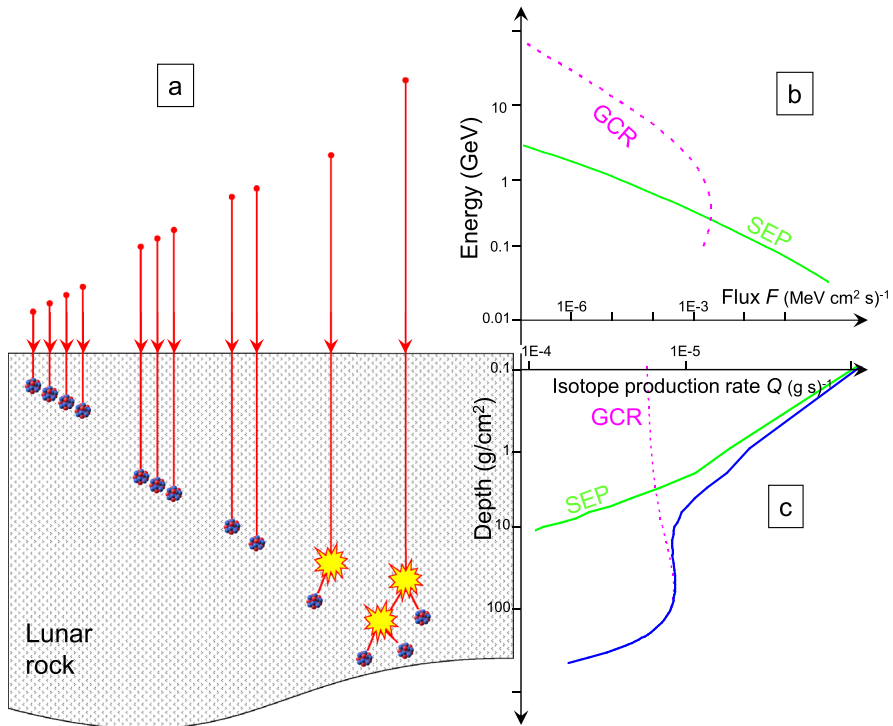 a
b
GCR
SEP
Energy (GeV)
10
1
0.1
0.01
Flux F (MeV cm² s)⁻¹
1E-6
1E-3
1E-4
1E-5
0.1
Isotope production rate Q (g s)⁻¹
GCR
SEP
Depth (g/cm²)
1
10
100
c
Lunar
rock